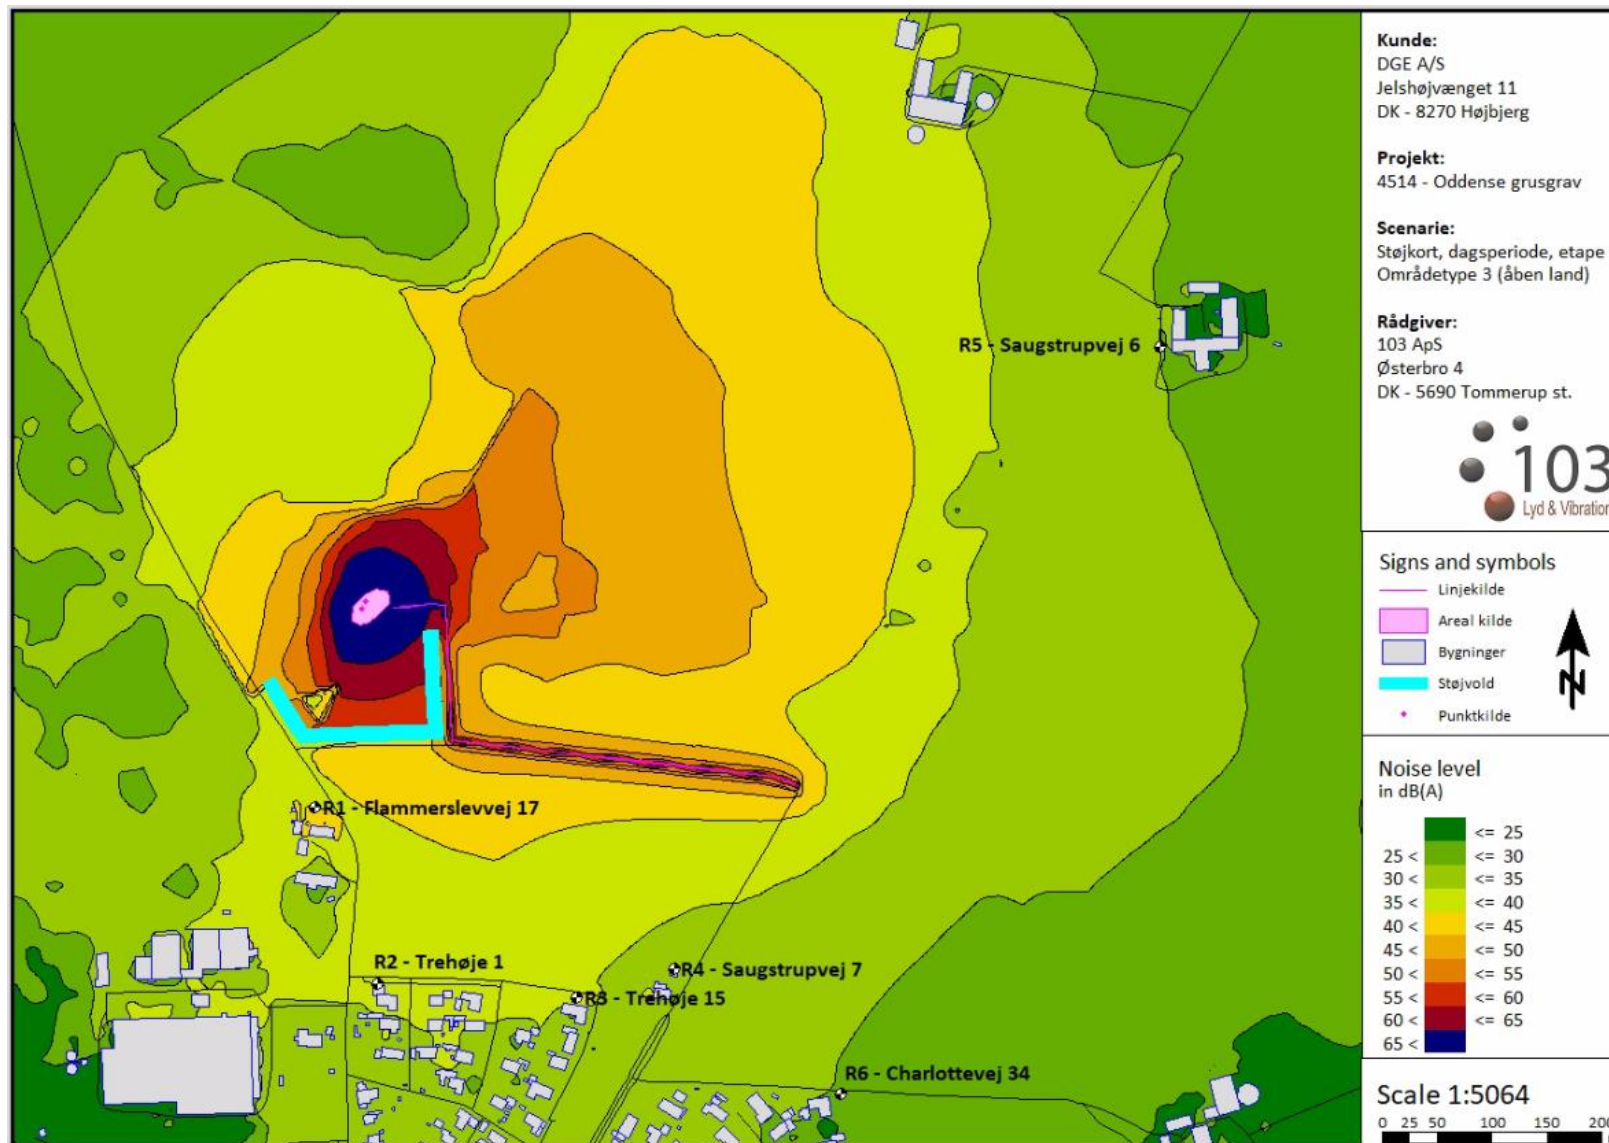 Kunde:
DGE A/S
Jelshøjvænget 11
DK - 8270 Højbjerg
Projekt:
4514 - Oddense grusgrav
Scenarie:
Støjkort, dagsperiode, etape
Områdetype 3 (åben land)
Rådgiver:
103 ApS
Østerbro 4
DK - 5690 Tommerup st.
103
Lyd & Vibration
Signs and symbols
Linjekilde
Areal kilde
Bygninger
Støjvold
Punktkilde
N
Noise level
in dB(A)
<= 25
25 < <= 30
30 < <= 35
35 < <= 40
40 < <= 45
45 < <= 50
50 < <= 55
55 < <= 60
60 < <= 65
65 <
Scale 1:5064
0 25 50 100 150 200
R5 - Saugstrupvej 6
R1 - Flammerslevvej 17
R2 - Trehøje 1
R4 - Saugstrupvej 7
R3 - Trehøje 15
R6 - Charlottevej 34